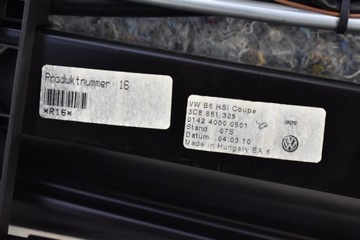 Produktnummer 16
*R16*
VW B6 HSI Coupe
3C8 861 325
0142 4000 0501
Stand 07S
Datum 04.03.10
Made in Hungary BA 6